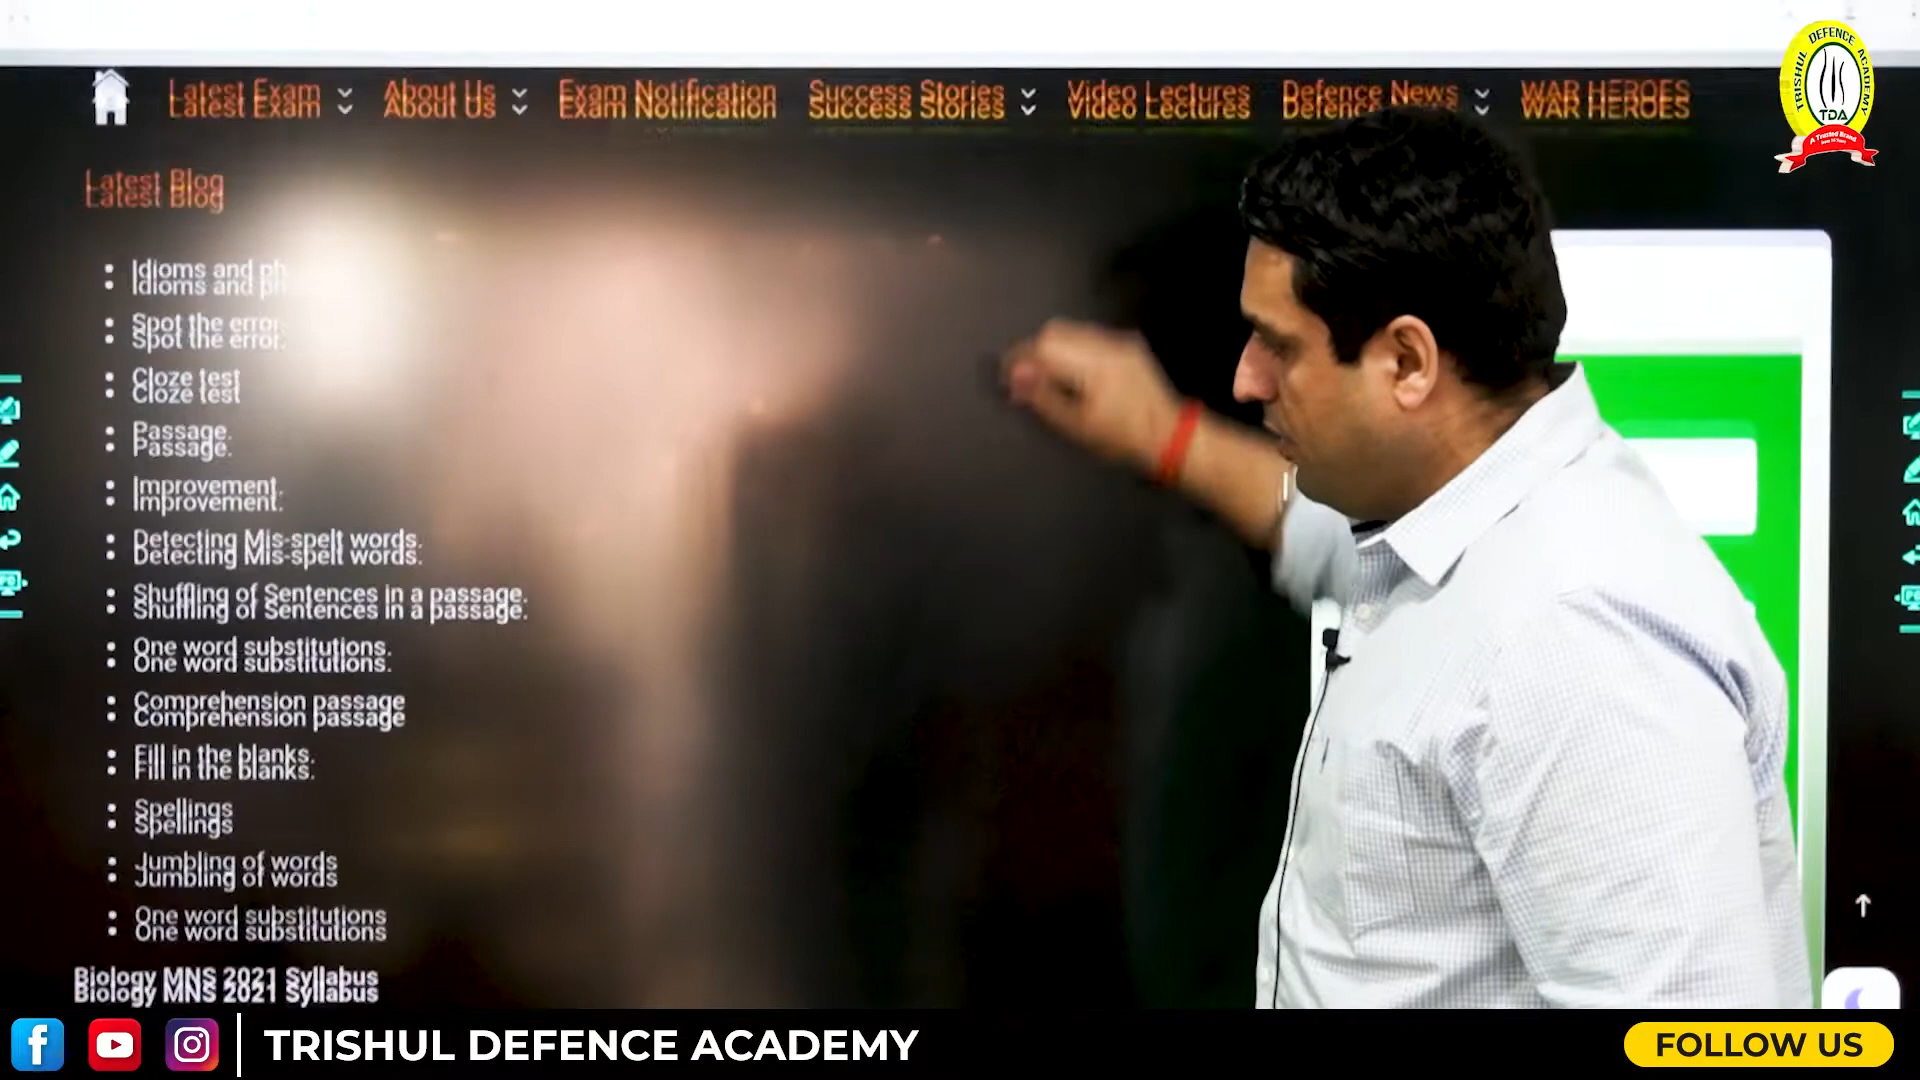 Latest Exam About Us Exam Notification Success Stories Video Lectures Defence News WAR HEROES
TRISHUL DEFENCE ACADEMY
TDA
A Trusted Brand
Latest Blog
Idioms and ph
Spot the error.
Cloze test
Passage.
Improvement.
Detecting Mis-spelt words.
Shuffling of Sentences in a passage.
One word substitutions.
Comprehension passage
Fill in the blanks.
Spellings
Jumbling of words
One word substitutions
Biology MNS 2021 Syllabus
TRISHUL DEFENCE ACADEMY
FOLLOW US